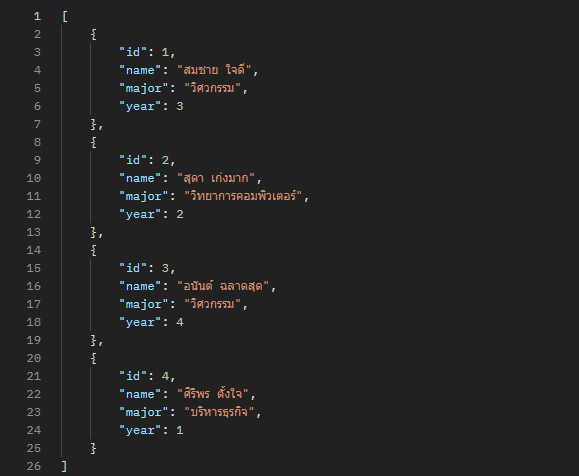 1 [
2 {
3 "id": 1,
4 "name": "สมชาย ใจดี",
5 "major": "วิศวกรรม",
6 "year": 3
7 },
8 {
9 "id": 2,
10 "name": "สุดา เก่งมาก",
11 "major": "วิทยาการคอมพิวเตอร์",
12 "year": 2
13 },
14 {
15 "id": 3,
16 "name": "อนันต์ ฉลาดสุด",
17 "major": "วิศวกรรม",
18 "year": 4
19 },
20 {
21 "id": 4,
22 "name": "ศิริพร ตั้งใจ",
23 "major": "บริหารธุรกิจ",
24 "year": 1
25 }
26 ]